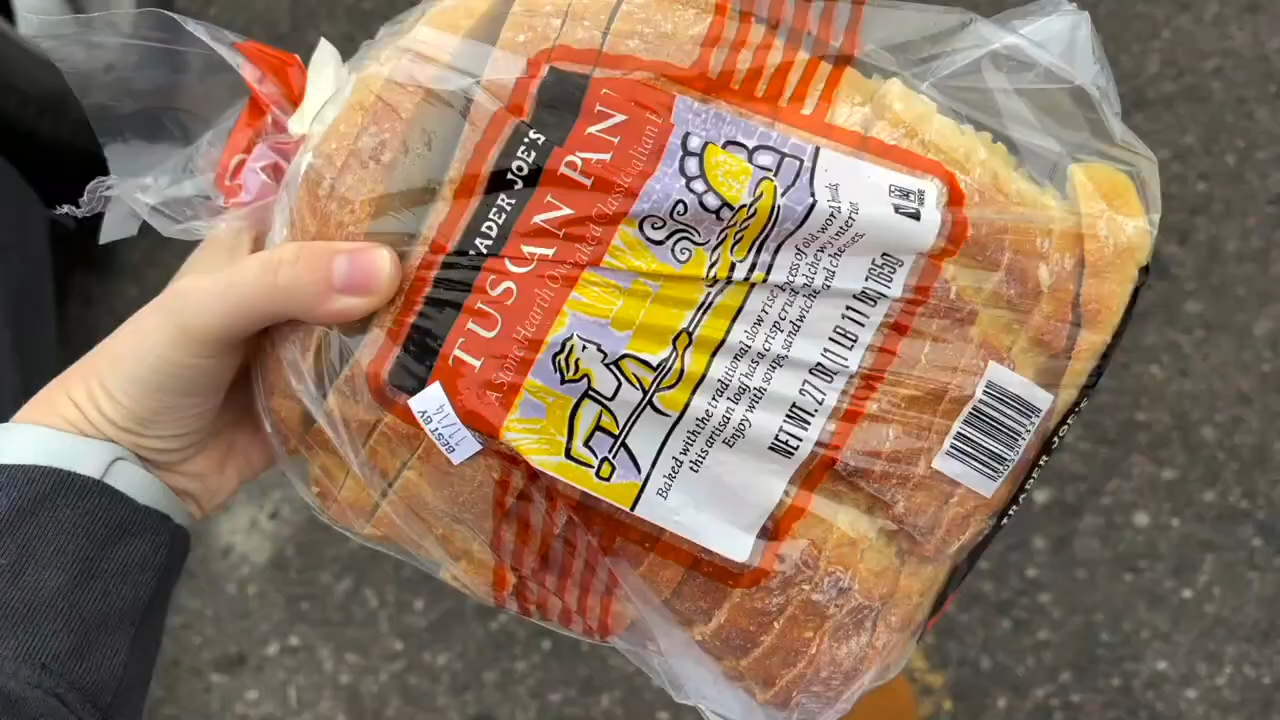 TRADER JOE'S
TUSCAN PANE
A Stone Hearth Baked Classic Italian
Baked with the traditional slow rise process of old world breads,
this artisan loaf has a crisp crust and chewy interior.
Enjoy with soups, sandwiches and cheeses.
NET WT. 27 OZ (1 LB 11 OZ) 765g
BEST BY
11/14
TRADER JOE'S